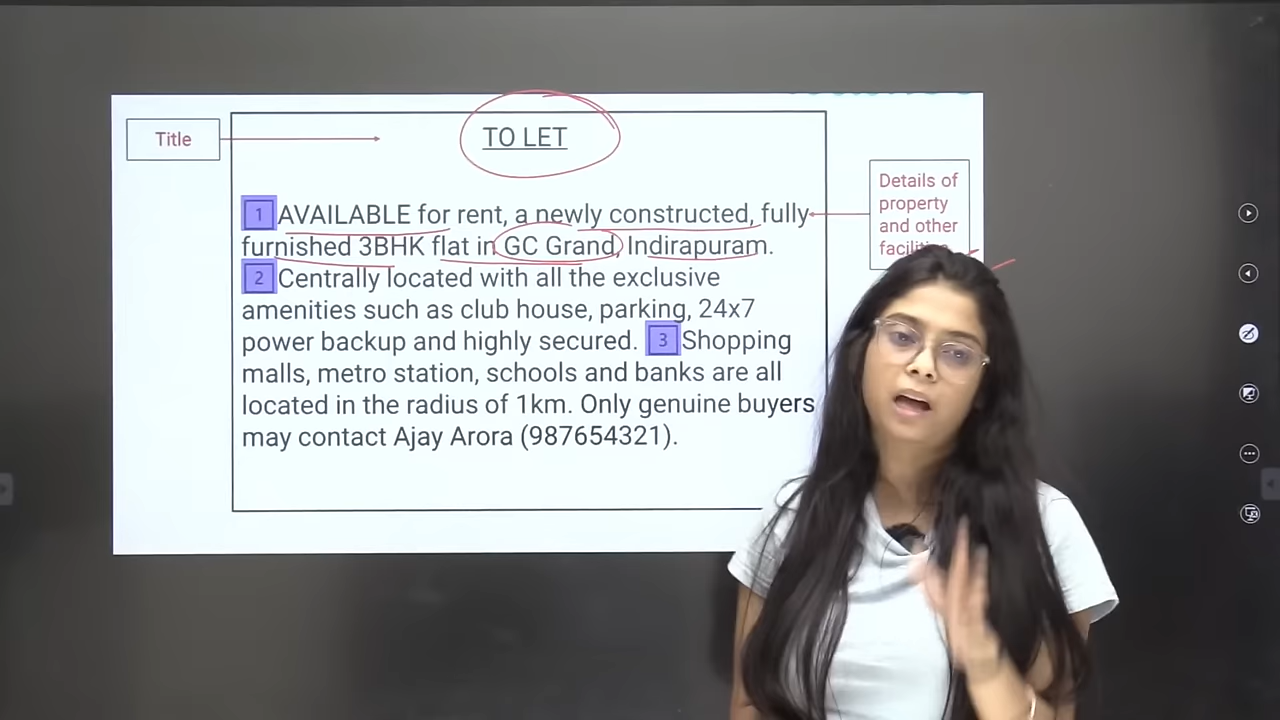 Title
TO LET
Details of
property
and other
1 AVAILABLE for rent, a newly constructed, fully
furnished 3BHK flat in GC Grand, Indirapuram.
2 Centrally located with all the exclusive
amenities such as club house, parking, 24x7
power backup and highly secured. 3 Shopping
malls, metro station, schools and banks are all
located in the radius of 1km. Only genuine buyers
may contact Ajay Arora (987654321).